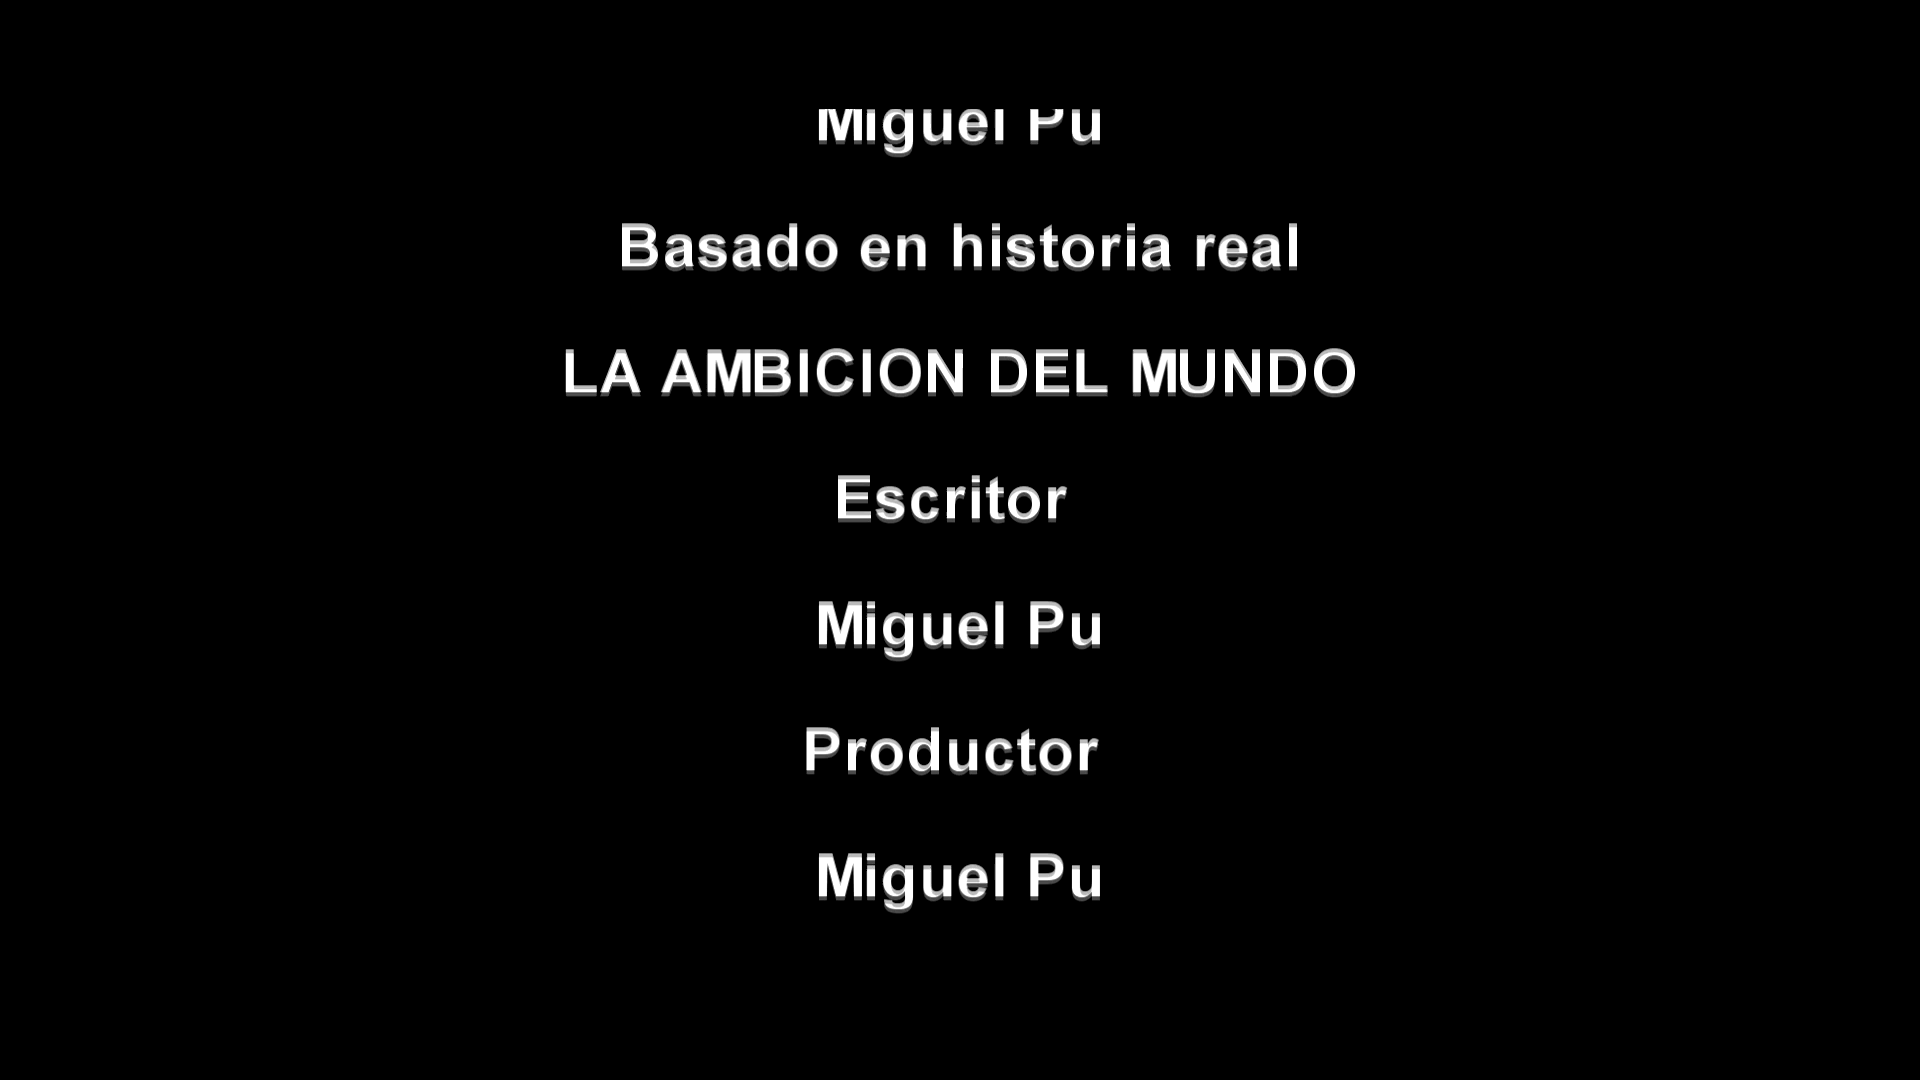 Miguel Pu
Basado en historia real
LA AMBICION DEL MUNDO
Escritor
Miguel Pu
Productor
Miguel Pu